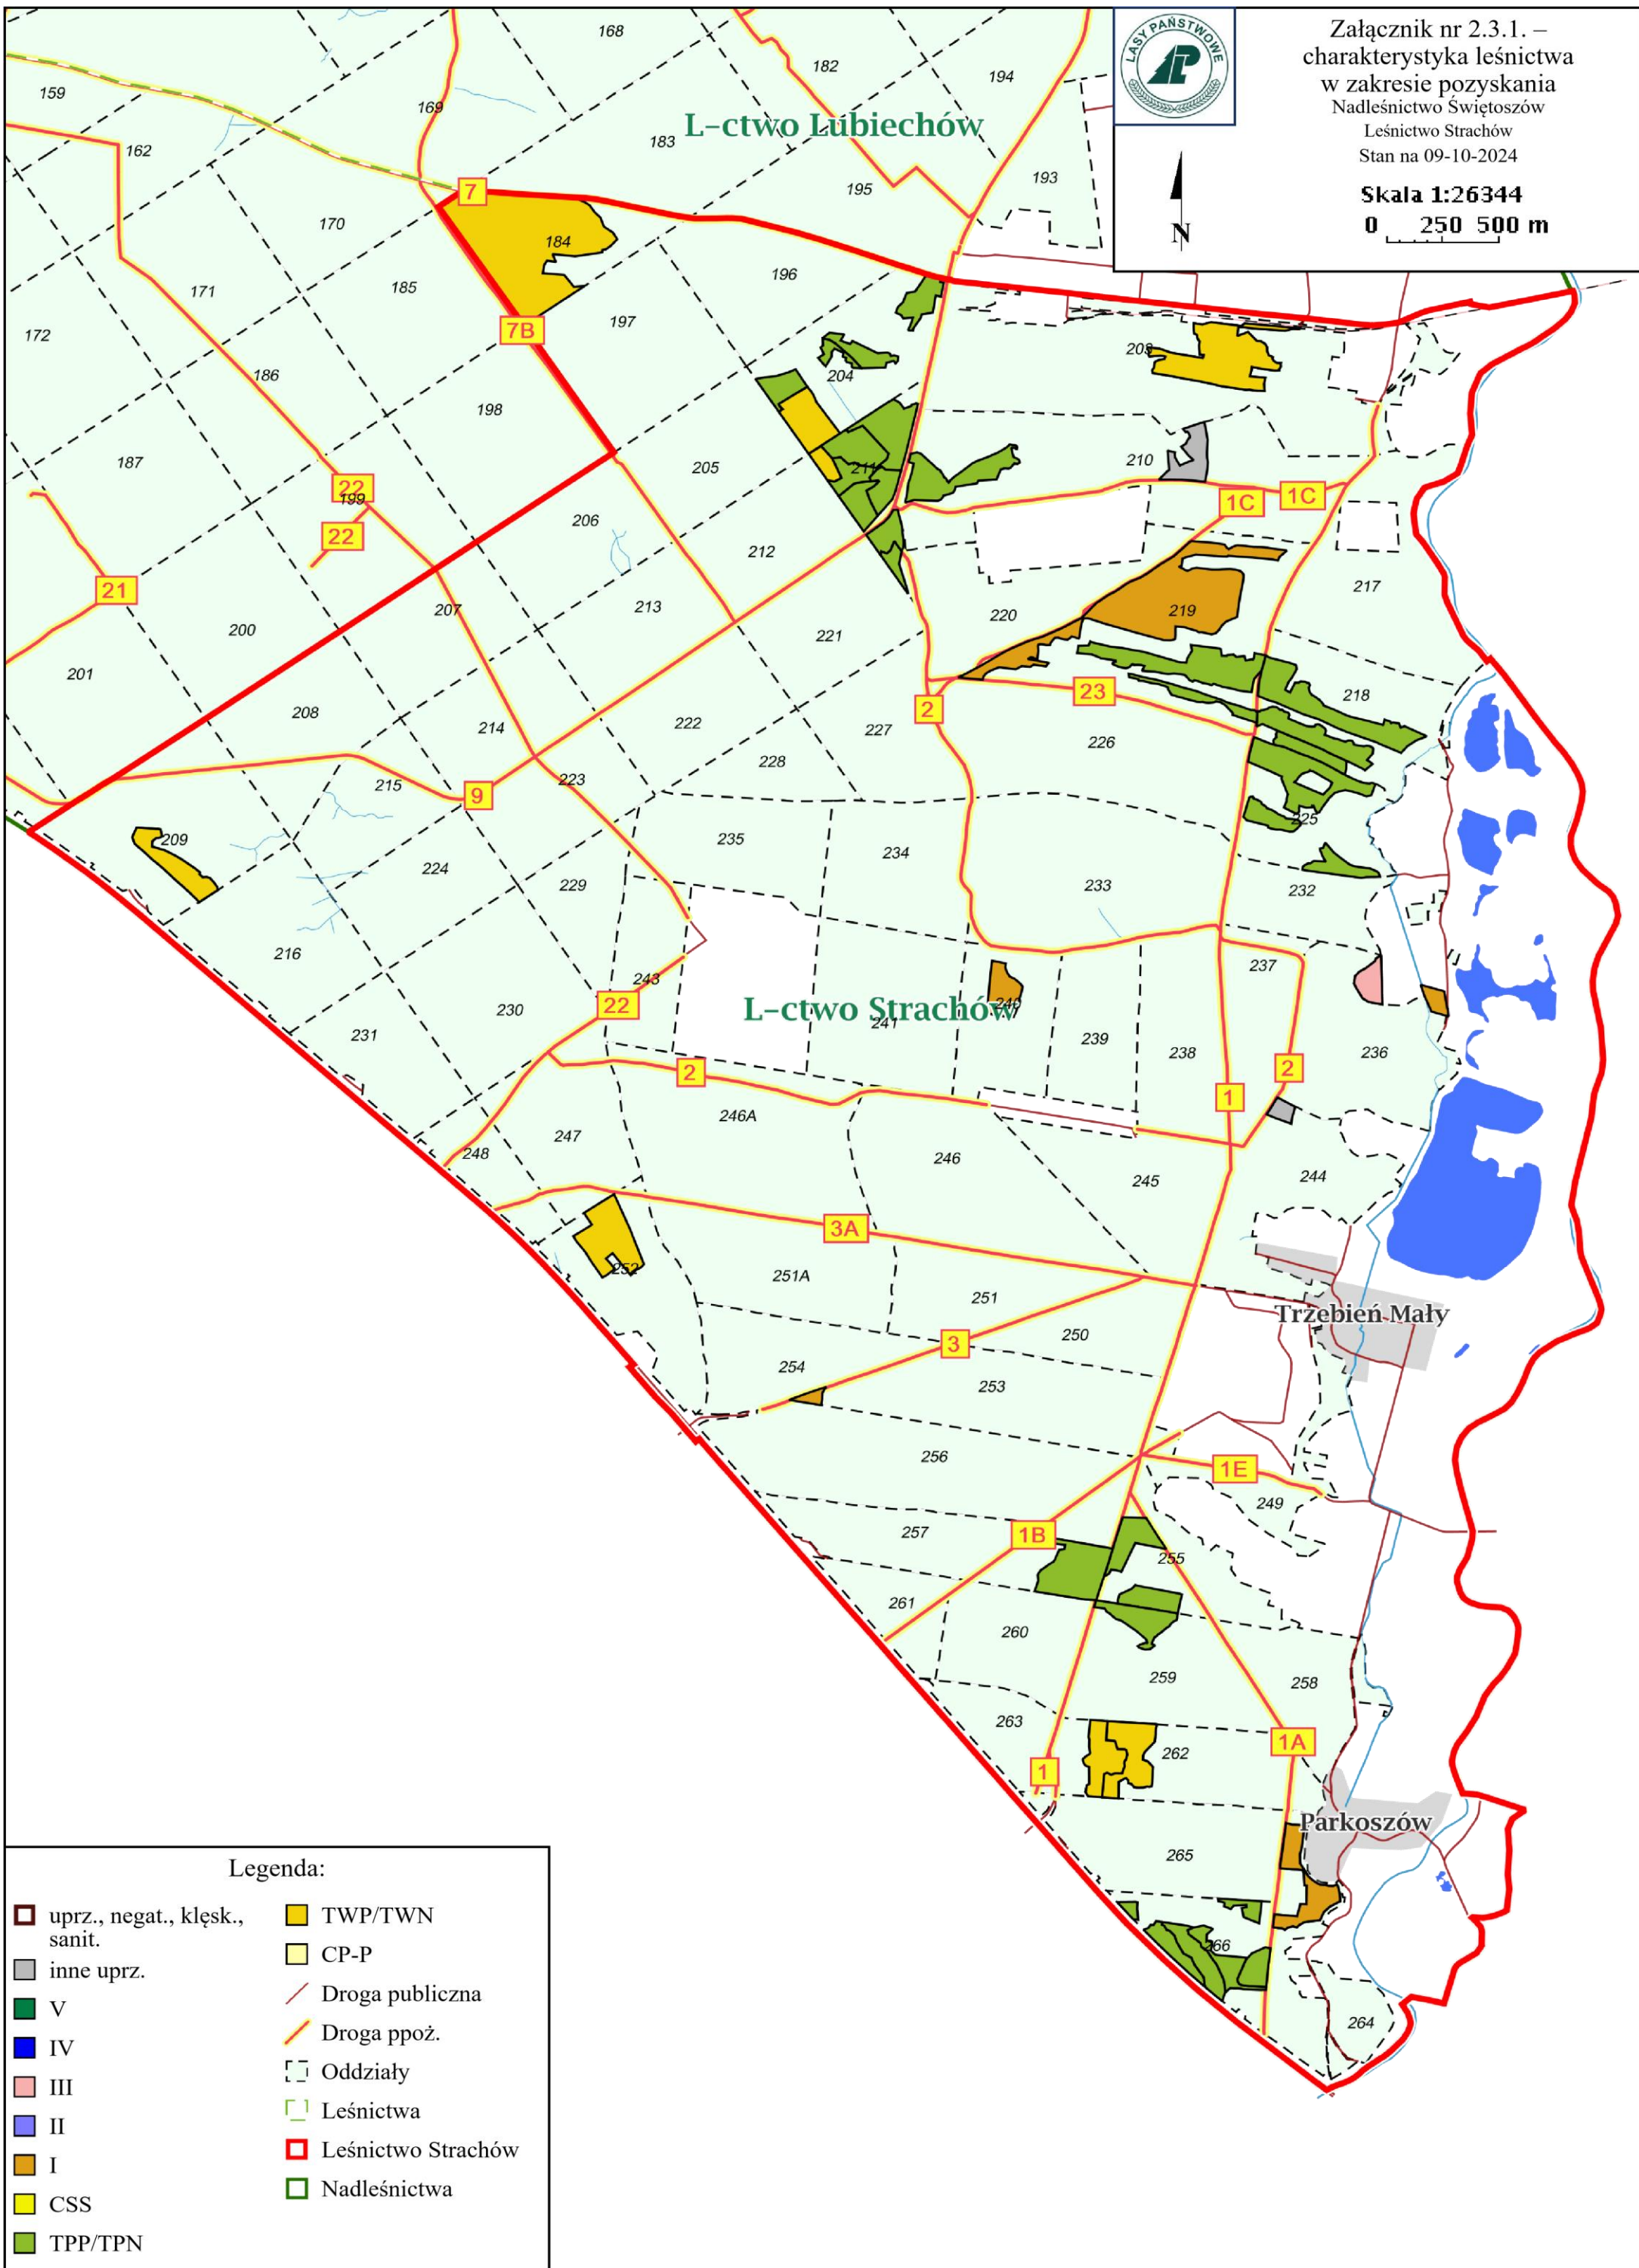 LASY PAŃSTWOWE
Załącznik nr 2.3.1. –
charakterystyka leśnictwa
w zakresie pozyskania
Nadleśnictwo Świętoszów
Leśnictwo Strachów
Stan na 09-10-2024
Skala 1:26344
0 250 500 m
N
168
182
194
159
169
L-ctwo Lubiechów
162
183
7
195
193
170
184
196
171
185
197
7B
172
203
204
186
198
187
205
211
210
22
199
1C
1C
22
206
212
21
207
213
217
200
220
219
221
201
23
218
208
2
214
222
227
226
228
215
9
223
225
209
235
234
224
229
233
232
216
243
237
22
230
L-ctwo Strachów
240
241
231
239
238
236
2
2
1
246A
247
248
246
245
244
3A
252
251A
251
Trzebień Mały
250
3
254
253
256
1E
249
257
1B
255
261
260
259
258
263
1A
262
1
Parkoszów
265
266
264
Legenda:
uprz., negat., klęsk.,
sanit.
inne uprz.
V
IV
III
II
I
CSS
TPP/TPN
TWP/TWN
CP-P
Droga publiczna
Droga ppoż.
Oddziały
Leśnictwa
Leśnictwo Strachów
Nadleśnictwa